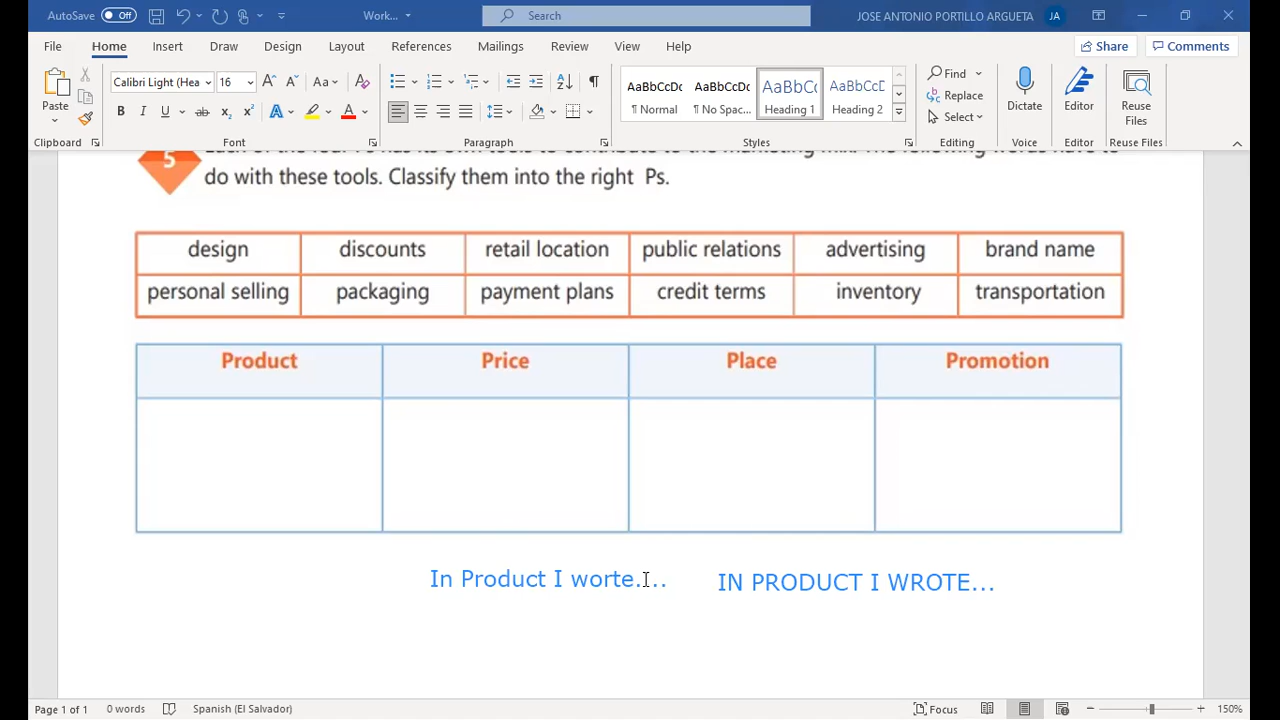 AutoSave Off Work... Search JOSE ANTONIO PORTILLO ARGUETA JA
File Home Insert Draw Design Layout References Mailings Review View Help Share Comments
Calibri Light (Hea 16 Aa AaBbCcDc AaBbCcDc AaBbC AaBbCcD Find
Paste B I U ab x₂ x² A A ¶ Normal ¶ No Spac... Heading 1 Heading 2 Replace Select Dictate Editor Reuse Files
Clipboard Font Paragraph Styles Editing Voice Editor Reuse Files
5
do with these tools. Classify them into the right Ps.
design discounts retail location public relations advertising brand name
personal selling packaging payment plans credit terms inventory transportation
Product Price Place Promotion
In Product I worte.... IN PRODUCT I WROTE...
Page 1 of 1 0 words Spanish (El Salvador) Focus 150%